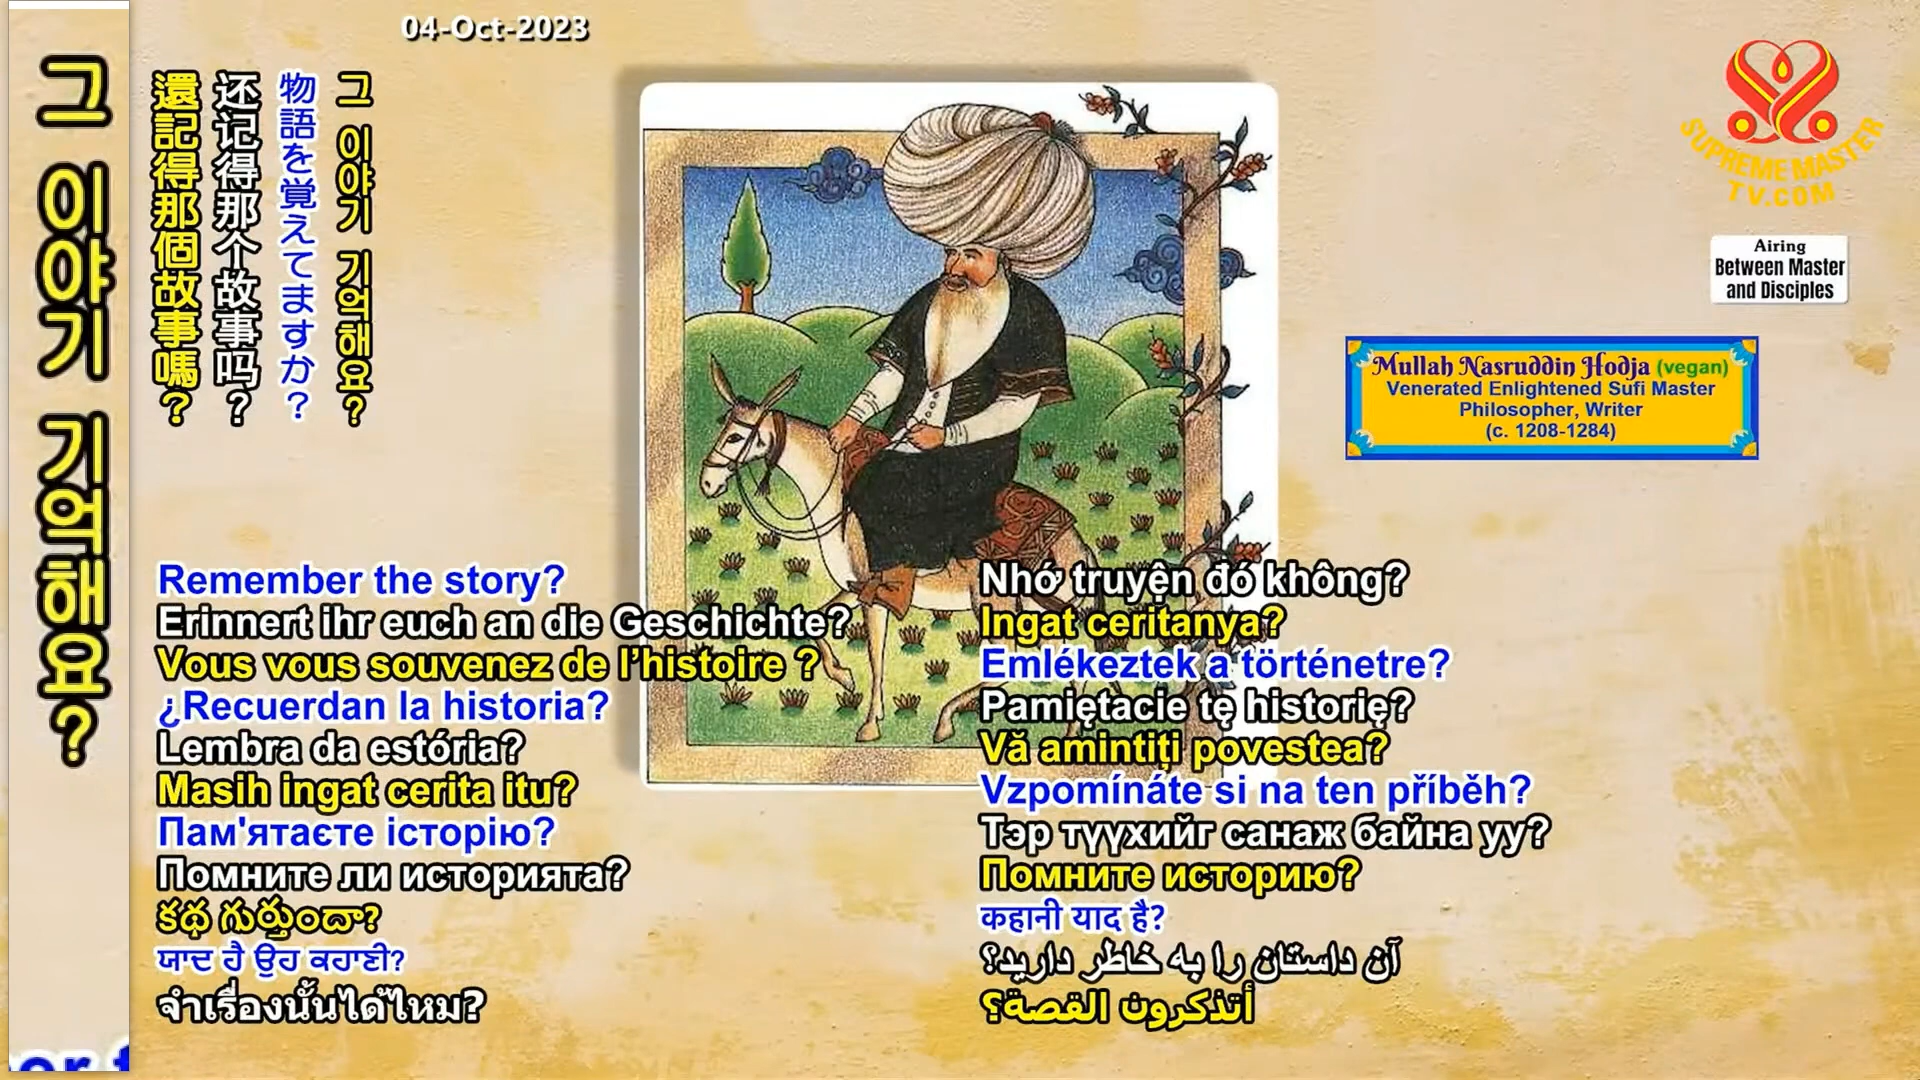 04-Oct-2023
그 이야기 기억해요?
還記得那個故事嗎?
还记得那个故事吗?
物語を覚えてますか?
그 이야기 기억해요?
SUPREME MASTER
TV.COM
Airing
Between Master
and Disciples
Mullah Nasruddin Hodja (vegan)
Venerated Enlightened Sufi Master
Philosopher, Writer
(c. 1208-1284)
Remember the story?
Erinnert ihr euch an die Geschichte?
Vous vous souvenez de l’histoire ?
¿Recuerdan la historia?
Lembra da estória?
Masih ingat cerita itu?
Пам'ятаєте історію?
Помните ли историята?
కథ గుర్తుందా?
ਯਾਦ ਹੈ ਉਹ ਕਹਾਣੀ?
จำเรื่องนั้นได้ไหม?
Nhớ truyện đó không?
Ingat ceritanya?
Emlékeztek a történetre?
Pamiętacie tę historię?
Vă amintiți povestea?
Vzpomínáte si na ten příběh?
Тэр түүхийг санаж байна уу?
Помните историю?
कहानी याद है?
آن داستان را به خاطر دارید؟
أتذكرون القصة؟